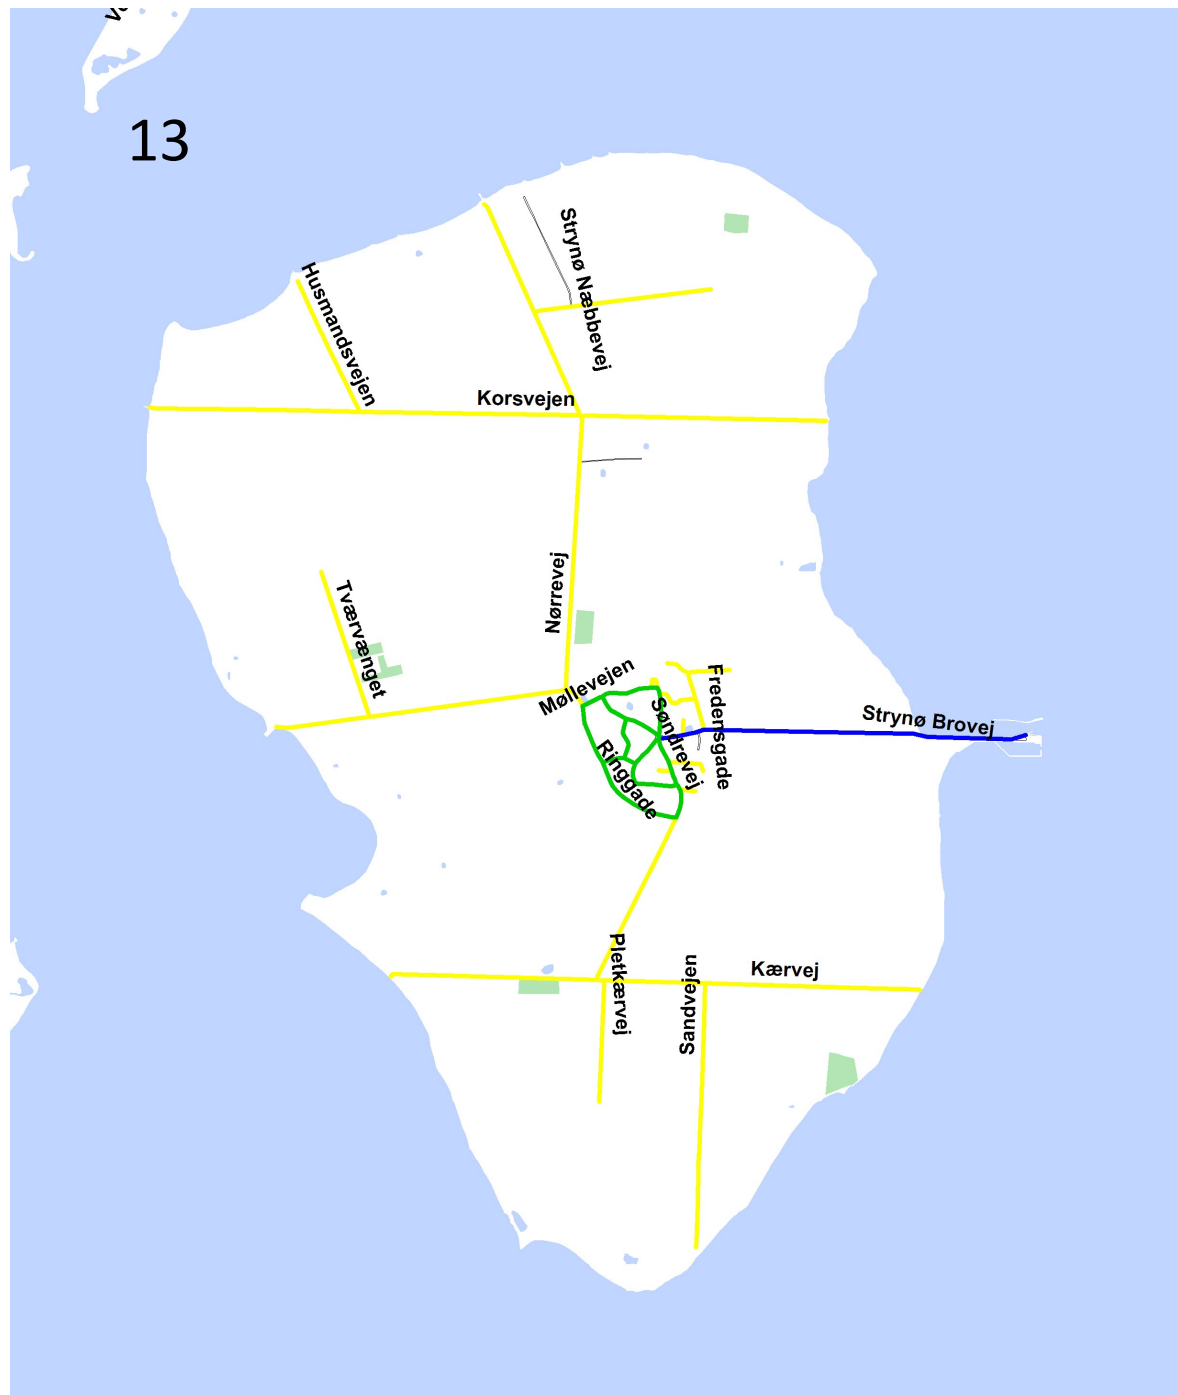 13
Strynø Næbbevej
Husmandsvejen
Korsvejen
Nørrevej
Tværvænget
Møllevejen
Fredensgade
Søndrevej
Strynø Brovej
Ringgade
Pletkærvej
Sandvejen
Kærvej